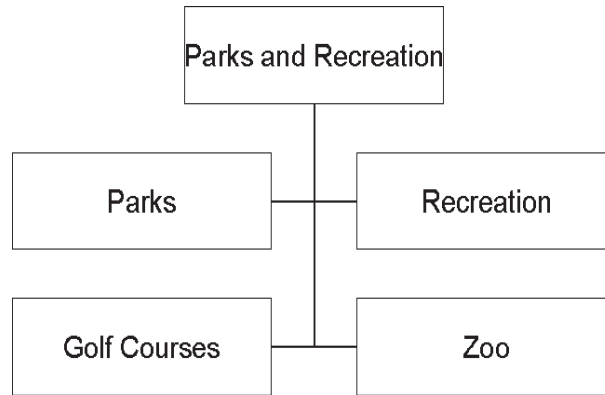 Parks and Recreation
Parks
Recreation
Golf Courses
Zoo